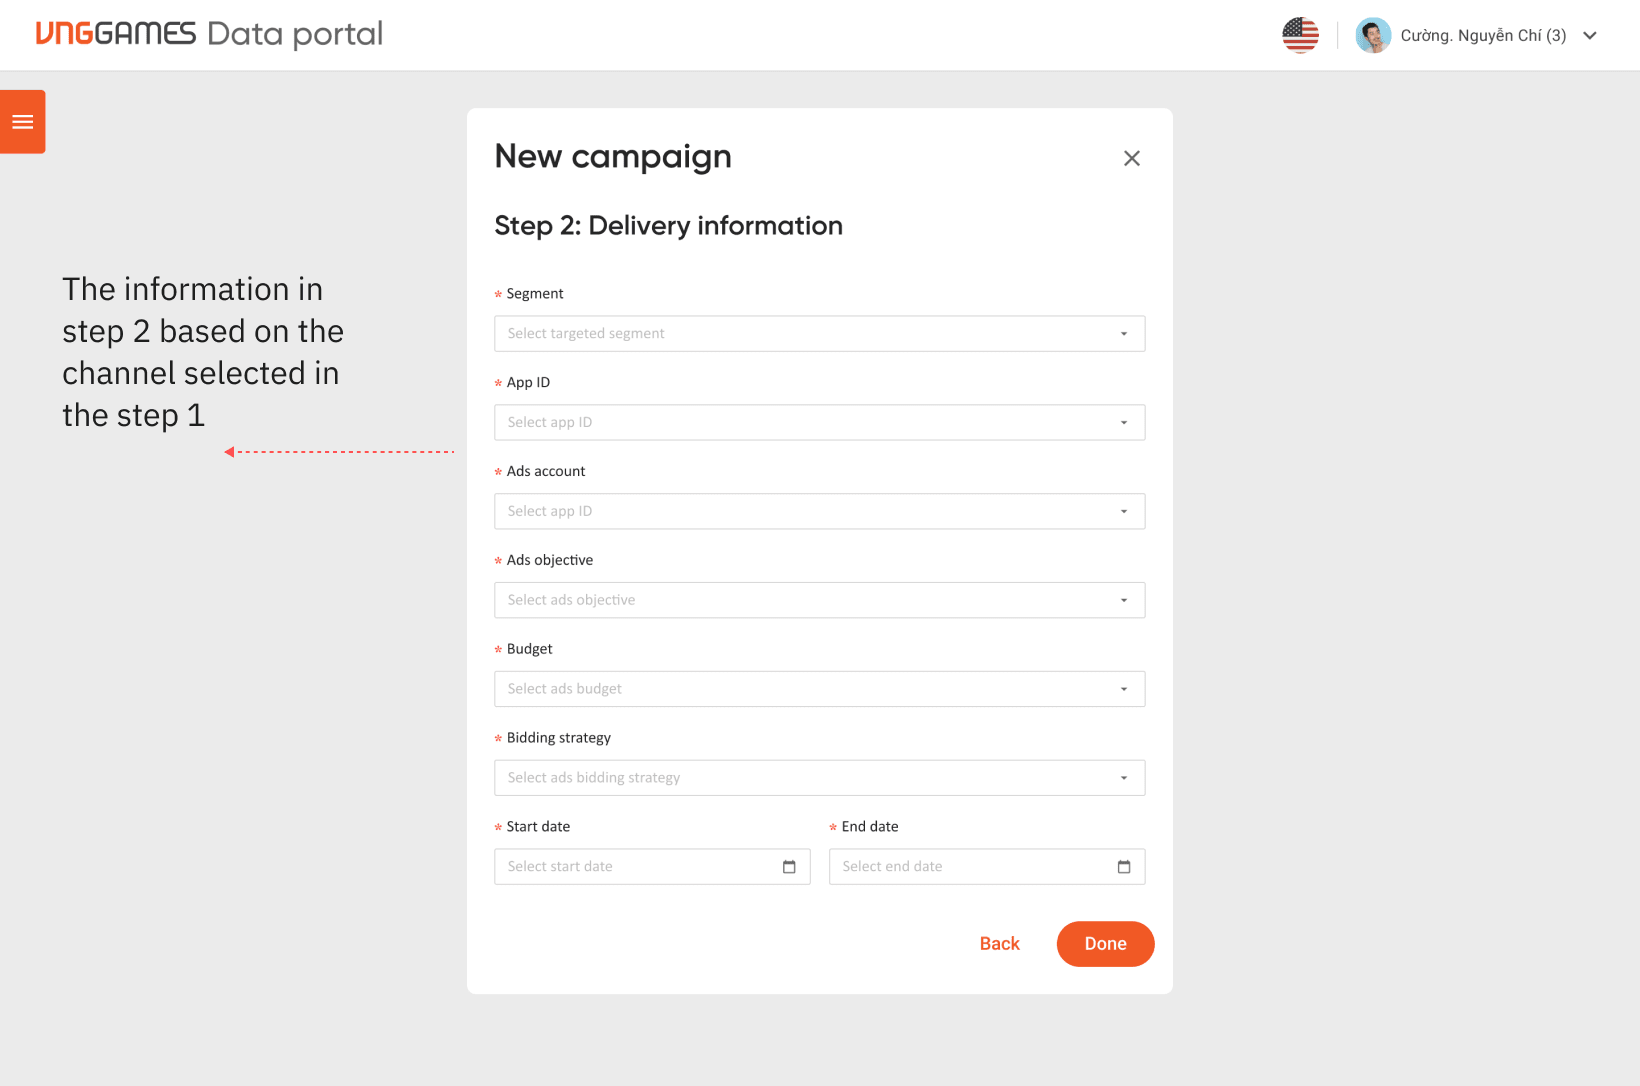 VNGGAMES Data portal
Cường. Nguyễn Chí (3)
New campaign
Step 2: Delivery information
The information in
step 2 based on the
channel selected in
the step 1
* Segment
Select targeted segment
* App ID
Select app ID
* Ads account
Select app ID
* Ads objective
Select ads objective
* Budget
Select ads budget
* Bidding strategy
Select ads bidding strategy
* Start date
Select start date
* End date
Select end date
Back
Done